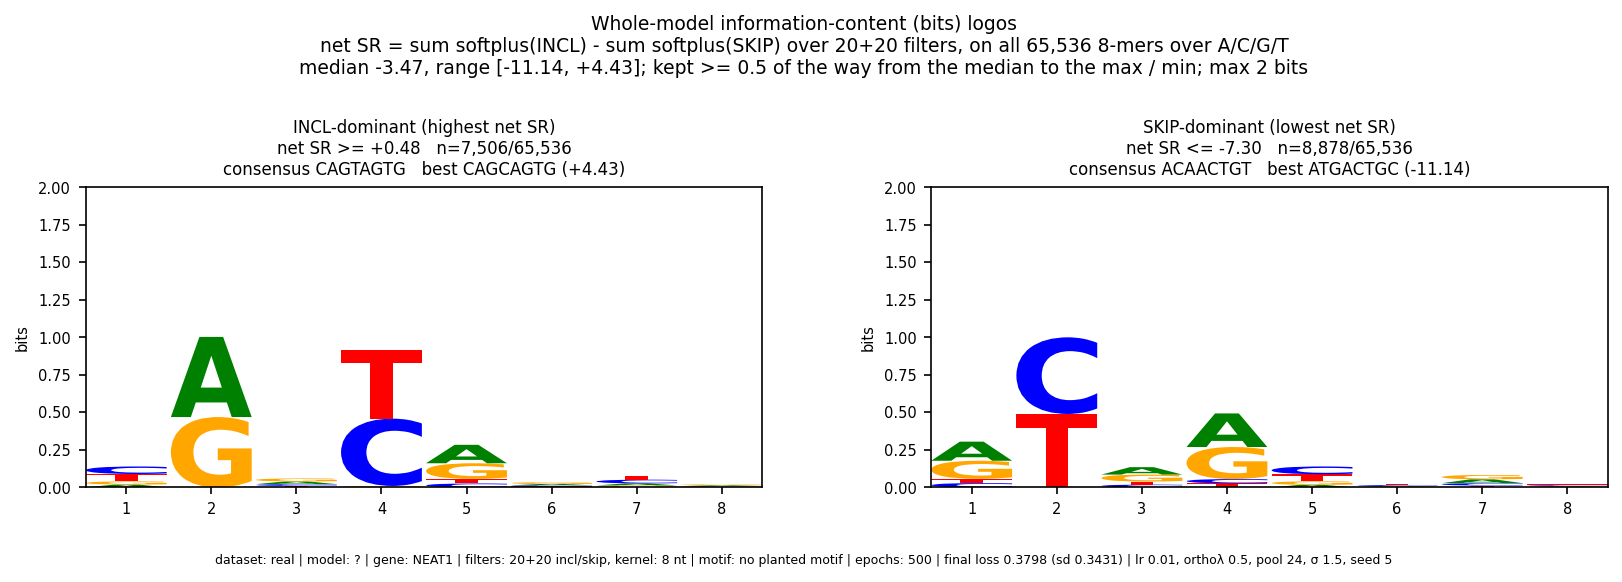 Whole-model information-content (bits) logos
net SR = sum softplus(INCL) - sum softplus(SKIP) over 20+20 filters, on all 65,536 8-mers over A/C/G/T
median -3.47, range [-11.14, +4.43]; kept >= 0.5 of the way from the median to the max / min; max 2 bits
INCL-dominant (highest net SR)
net SR >= +0.48   n=7,506/65,536
consensus CAGTAGTG   best CAGCAGTG (+4.43)
2.00
1.75
1.50
1.25
1.00
0.75
0.50
0.25
0.00
bits
1 2 3 4 5 6 7 8
SKIP-dominant (lowest net SR)
net SR <= -7.30   n=8,878/65,536
consensus ACAACTGT   best ATGACTGC (-11.14)
2.00
1.75
1.50
1.25
1.00
0.75
0.50
0.25
0.00
bits
1 2 3 4 5 6 7 8
dataset: real | model: ? | gene: NEAT1 | filters: 20+20 incl/skip, kernel: 8 nt | motif: no planted motif | epochs: 500 | final loss 0.3798 (sd 0.3431) | lr 0.01, orthoλ 0.5, pool 24, σ 1.5, seed 5